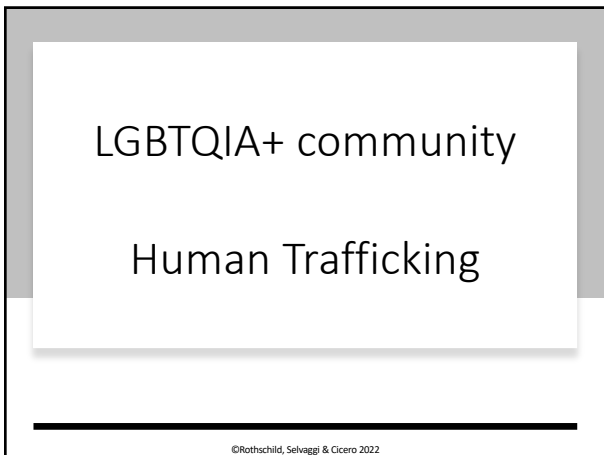 LGBTQIA+ community
Human Trafficking
©Rothschild, Selvaggi & Cicero 2022